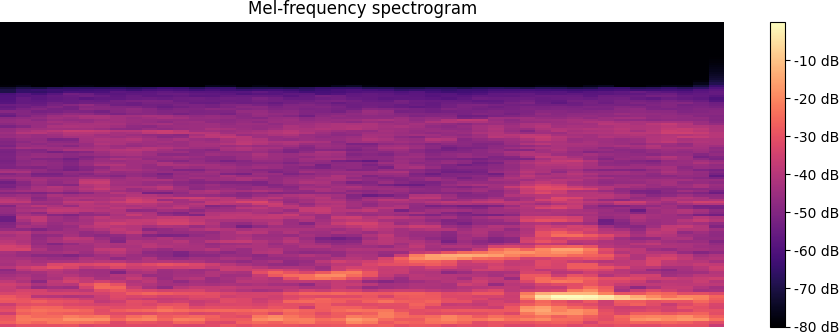 Mel-frequency spectrogram
-10 dB
-20 dB
-30 dB
-40 dB
-50 dB
-60 dB
-70 dB
-80 dB